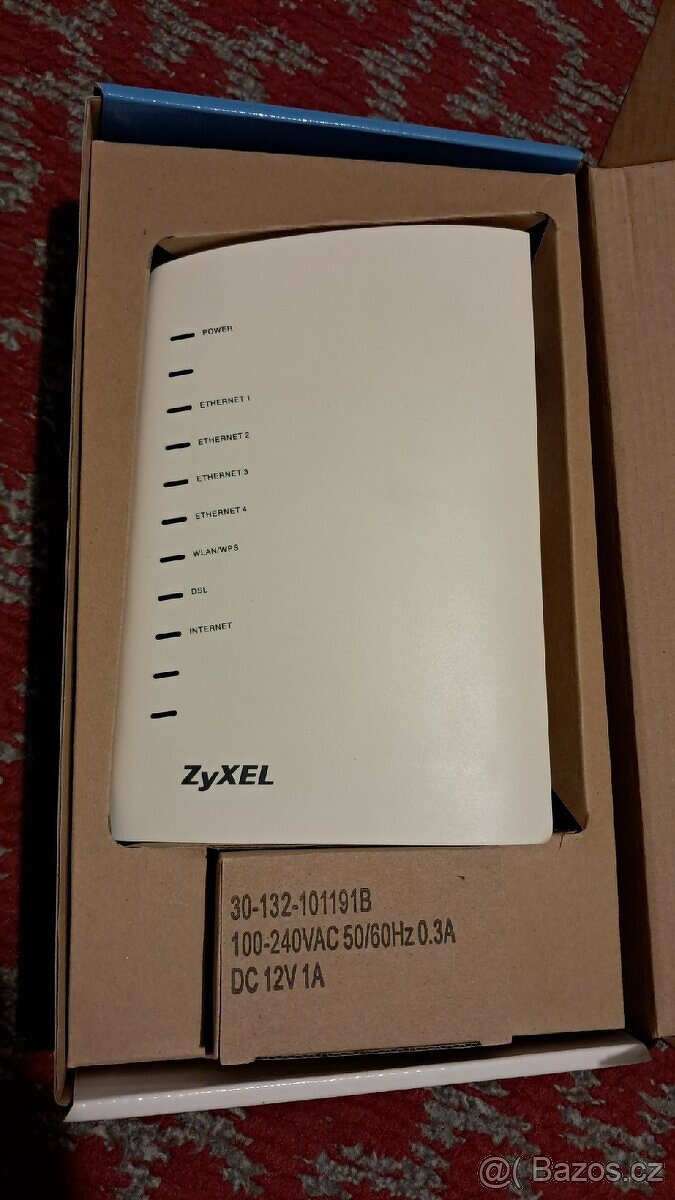 POWER
ETHERNET 1
ETHERNET 2
ETHERNET 3
ETHERNET 4
WLAN/WPS
DSL
INTERNET
ZyXEL
30-132-101191B
100-240VAC 50/60Hz 0.3A
DC 12V 1A
@( Bazos.cz